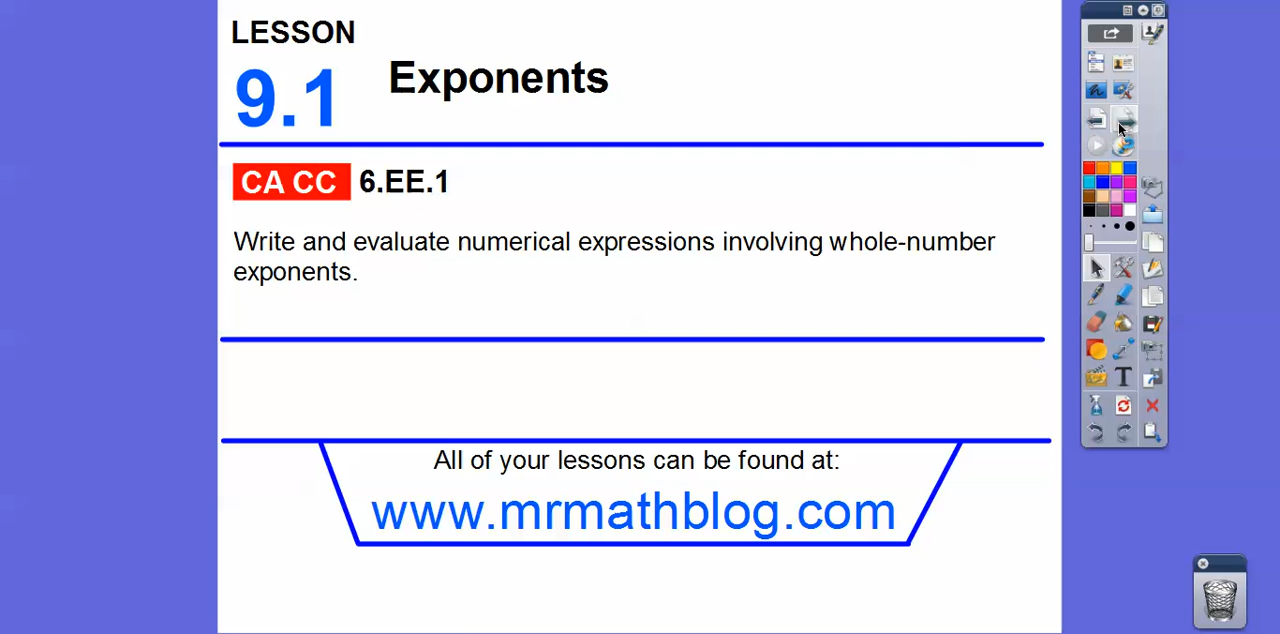 LESSON
9.1 Exponents
CA CC 6.EE.1
Write and evaluate numerical expressions involving whole-number
exponents.
All of your lessons can be found at:
www.mrmathblog.com